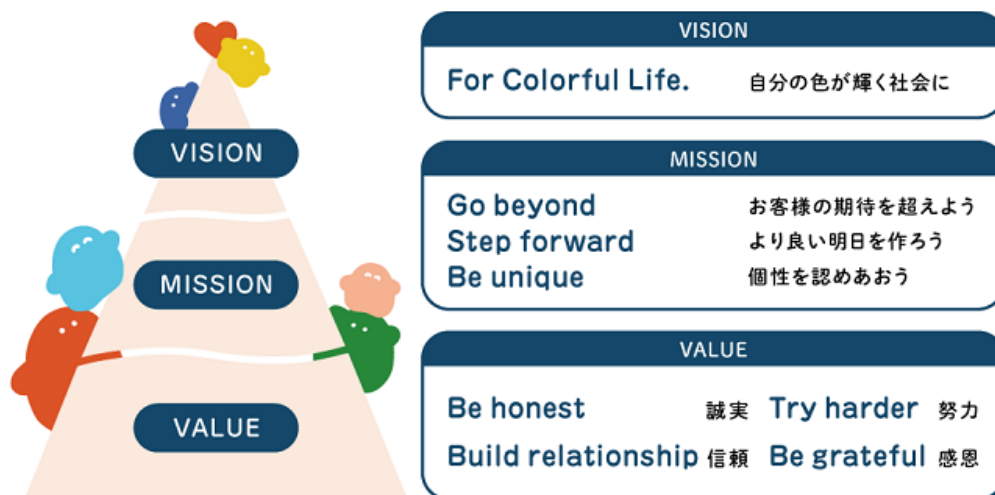 VISION
MISSION
VALUE
VISION
For Colorful Life. 自分の色が輝く社会に
MISSION
Go beyond お客様の期待を超えよう
Step forward より良い明日を作ろう
Be unique 個性を認めあおう
VALUE
Be honest 誠実 Try harder 努力
Build relationship 信頼 Be grateful 感恩